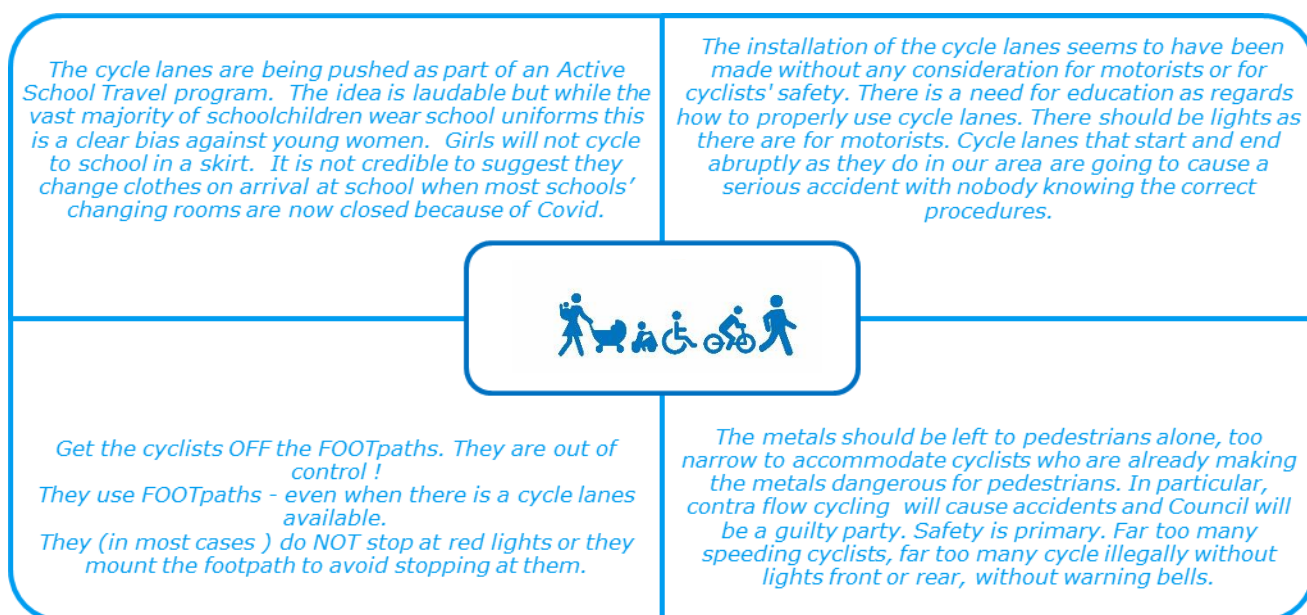 The cycle lanes are being pushed as part of an Active
School Travel program.  The idea is laudable but while the
vast majority of schoolchildren wear school uniforms this
is a clear bias against young women.  Girls will not cycle
to school in a skirt.  It is not credible to suggest they
change clothes on arrival at school when most schools’
changing rooms are now closed because of Covid.
The installation of the cycle lanes seems to have been
made without any consideration for motorists or for
cyclists' safety. There is a need for education as regards
how to properly use cycle lanes. There should be lights as
there are for motorists. Cycle lanes that start and end
abruptly as they do in our area are going to cause a
serious accident with nobody knowing the correct
procedures.
Get the cyclists OFF the FOOTpaths. They are out of
control !
They use FOOTpaths - even when there is a cycle lanes
available.
They (in most cases ) do NOT stop at red lights or they
mount the footpath to avoid stopping at them.
The metals should be left to pedestrians alone, too
narrow to accommodate cyclists who are already making
the metals dangerous for pedestrians. In particular,
contra flow cycling  will cause accidents and Council will
be a guilty party. Safety is primary. Far too many
speeding cyclists, far too many cycle illegally without
lights front or rear, without warning bells.